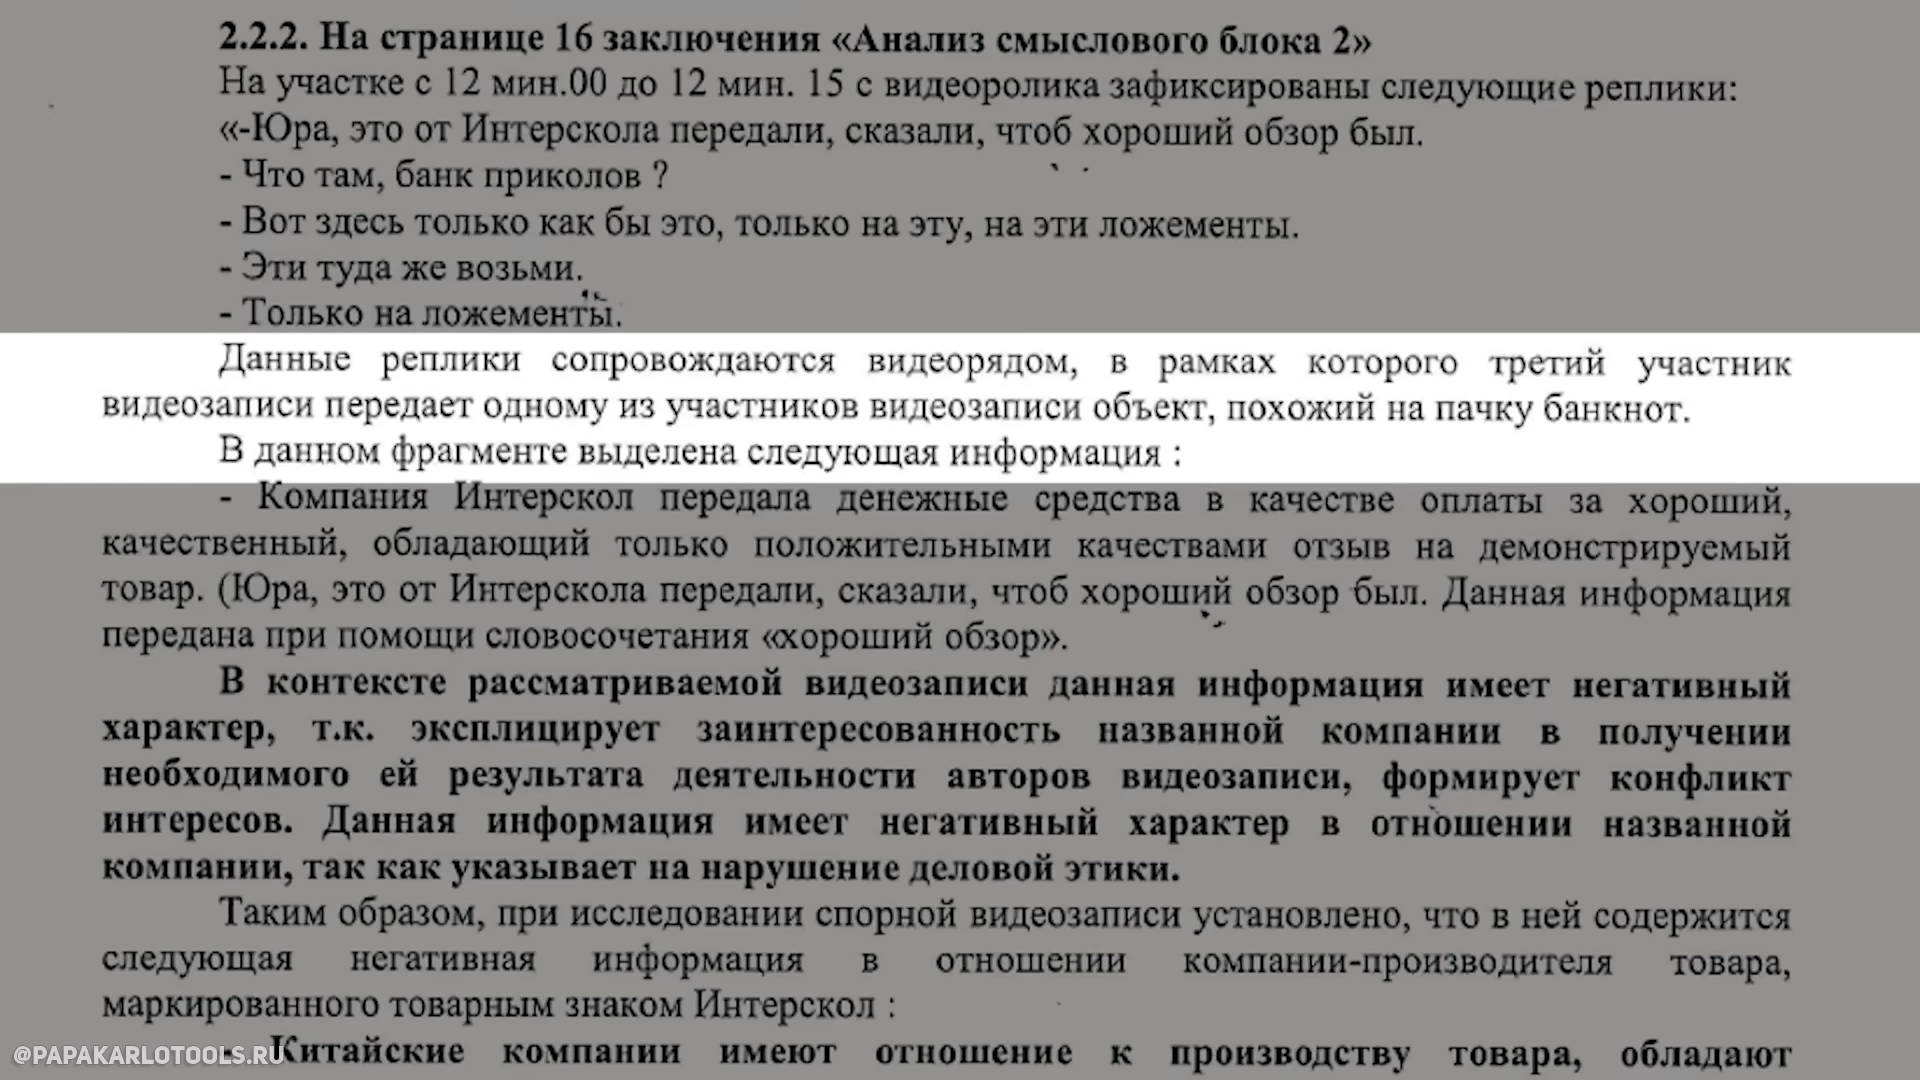 2.2.2. На странице 16 заключения «Анализ смыслового блока 2»
На участке с 12 мин.00 до 12 мин. 15 с видеоролика зафиксированы следующие реплики:
«-Юра, это от Интерскола передали, сказали, чтоб хороший обзор был.
- Что там, банк приколов ?
- Вот здесь только как бы это, только на эту, на эти ложементы.
- Эти туда же возьми.
- Только на ложементы.
Данные реплики сопровождаются видеорядом, в рамках которого третий участник
видеозаписи передает одному из участников видеозаписи объект, похожий на пачку банкнот.
В данном фрагменте выделена следующая информация :
- Компания Интерскол передала денежные средства в качестве оплаты за хороший,
качественный, обладающий только положительными качествами отзыв на демонстрируемый
товар. (Юра, это от Интерскола передали, сказали, чтоб хороший обзор был. Данная информация
передана при помощи словосочетания «хороший обзор».
В контексте рассматриваемой видеозаписи данная информация имеет негативный
характер, т.к. эксплицирует заинтересованность названной компании в получении
необходимого ей результата деятельности авторов видеозаписи, формирует конфликт
интересов. Данная информация имеет негативный характер в отношении названной
компании, так как указывает на нарушение деловой этики.
Таким образом, при исследовании спорной видеозаписи установлено, что в ней содержится
следующая негативная информация в отношении компании-производителя товара,
маркированного товарным знаком Интерскол :
- Китайские компании имеют отношение к производству товара, обладают
@PAPAKARLOTOOLS.RU